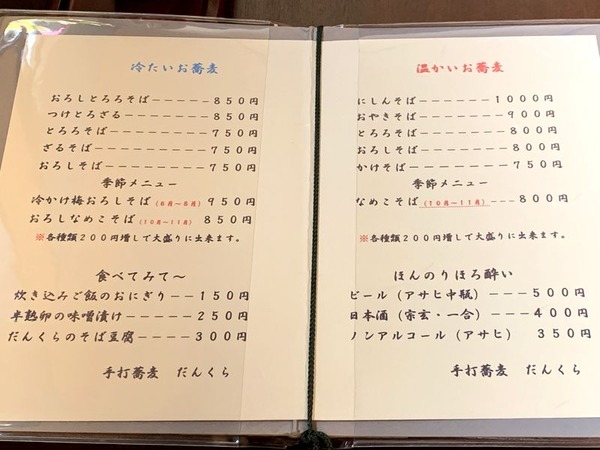 冷たいお蕎麦
おろしとろろそば－－－－－－850円
つけとろざる－－－－－－－－850円
とろろそば－－－－－－－－－750円
ざるそば－－－－－－－－－－750円
おろしそば－－－－－－－－－750円
季節メニュー
冷かけ梅おろしそば（6月～8月）950円
おろしなめこそば（10月～11月）850円
※各種類200円増しで大盛りに出来ます。
食べてみて～
炊き込みご飯のおにぎり－－150円
半熟卵の味噌漬け－－－－－250円
だんくらのそば豆腐－－－－300円
手打蕎麦 だんくら
温かいお蕎麦
にしんそば－－－－－－1000円
おやきそば－－－－－－－900円
とろろそば－－－－－－－800円
おろしそば－－－－－－－800円
かけそば－－－－－－－－750円
季節メニュー
なめこそば（10月～11月）－－－800円
※各種類200円増しで大盛りに出来ます。
ほんのりほろ酔い
ビール（アサヒ中瓶）－－－500円
日本酒（宗玄・一合）－－－400円
ノンアルコール（アサヒ） 350円
手打蕎麦 だんくら